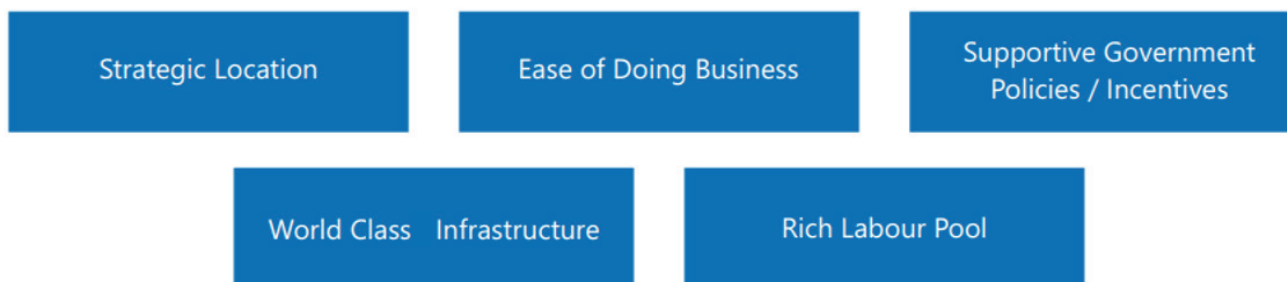 Strategic Location
Ease of Doing Business
Supportive Government
Policies / Incentives
World Class   Infrastructure
Rich Labour Pool